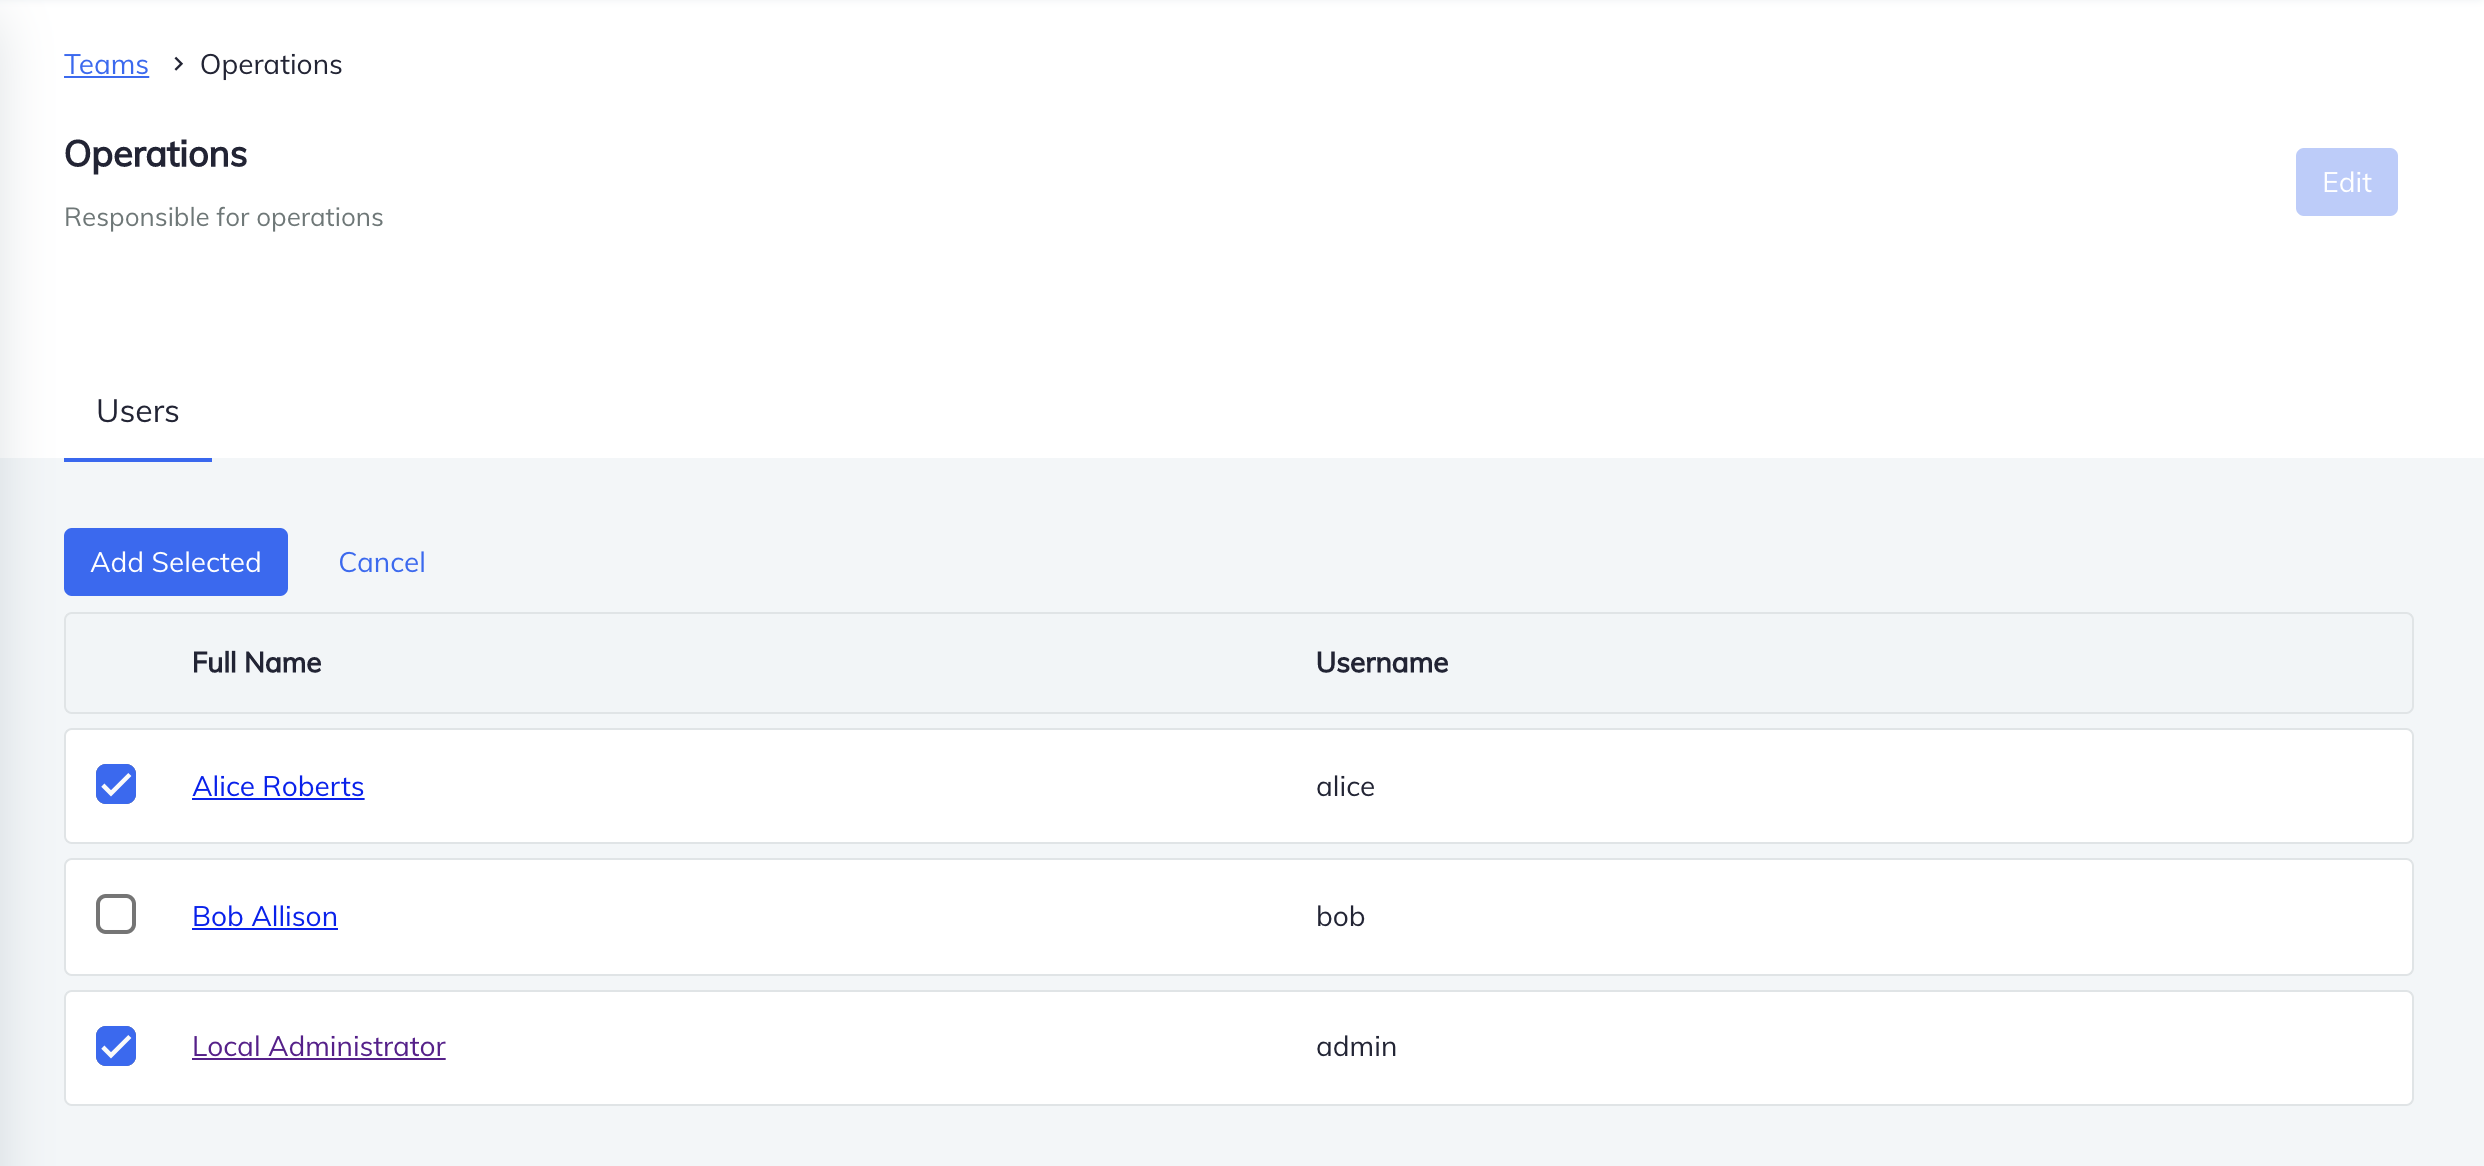 Teams > Operations
Operations
Edit
Responsible for operations
Users
Add Selected Cancel
Full Name Username
Alice Roberts alice
Bob Allison bob
Local Administrator admin